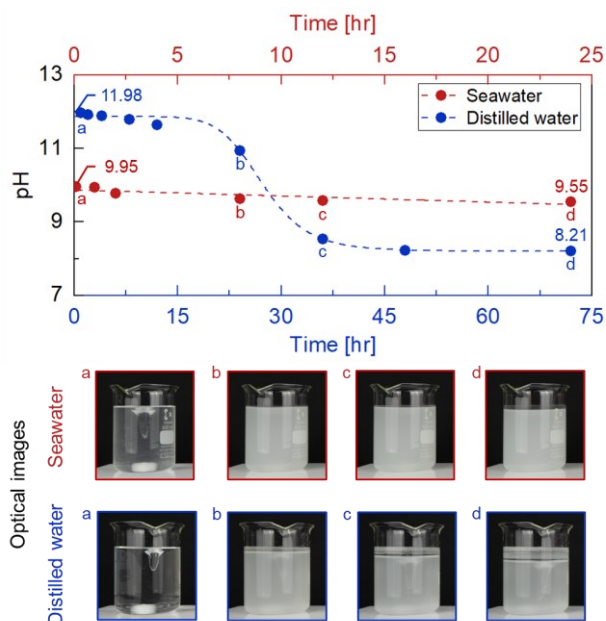 Time [hr]
0 5 10 15 20 25
13
11
9
7
pH
11.98
a
9.95
a
b
b
c
c
9.55
d
8.21
d
Seawater
Distilled water
0 15 30 45 60 75
Time [hr]
Optical images
Seawater
a b c d
Distilled water
a b c d